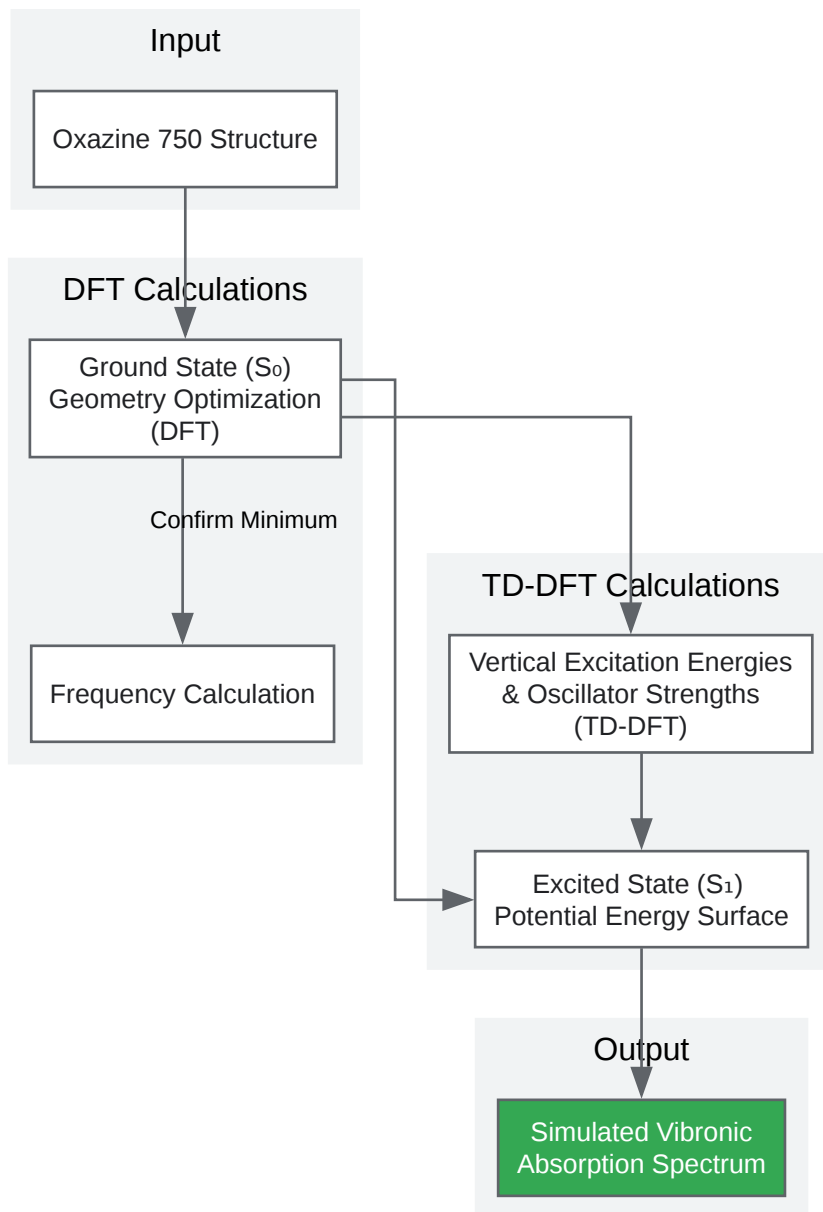 Input
Oxazine 750 Structure
DFT Calculations
Ground State (S₀)
Geometry Optimization
(DFT)
Confirm Minimum
Frequency Calculation
TD-DFT Calculations
Vertical Excitation Energies
& Oscillator Strengths
(TD-DFT)
Excited State (S₁)
Potential Energy Surface
Output
Simulated Vibronic
Absorption Spectrum